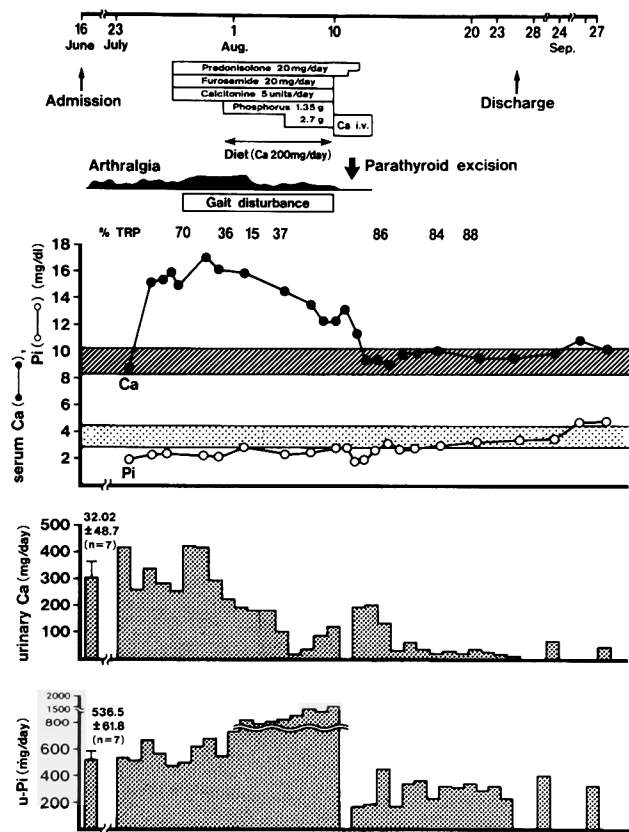 16 23 1 10 20 23 28 24 27
June July Aug. Sep.
Predonisolone 20mg/day
Furosemide 20mg/day
Calcitonine 5units/day
Phosphorus 1.35 g
2.7 g Ca i.v.
Admission Discharge
Diet (Ca 200mg/day)
Parathyroid excision
Arthralgia
Gait disturbance
% TRP 70 36 15 37 86 84 88
serum Ca (●—●),
Pi (○—○) (mg/dl)
18
16
14
12
10
8
6
4
2
Ca
Pi
urinary Ca (mg/day)
500
400
300
200
100
32.02
±48.7
(n=7)
u-Pi (mg/day)
2000
1500
800
600
400
200
536.5
±61.8
(n=7)